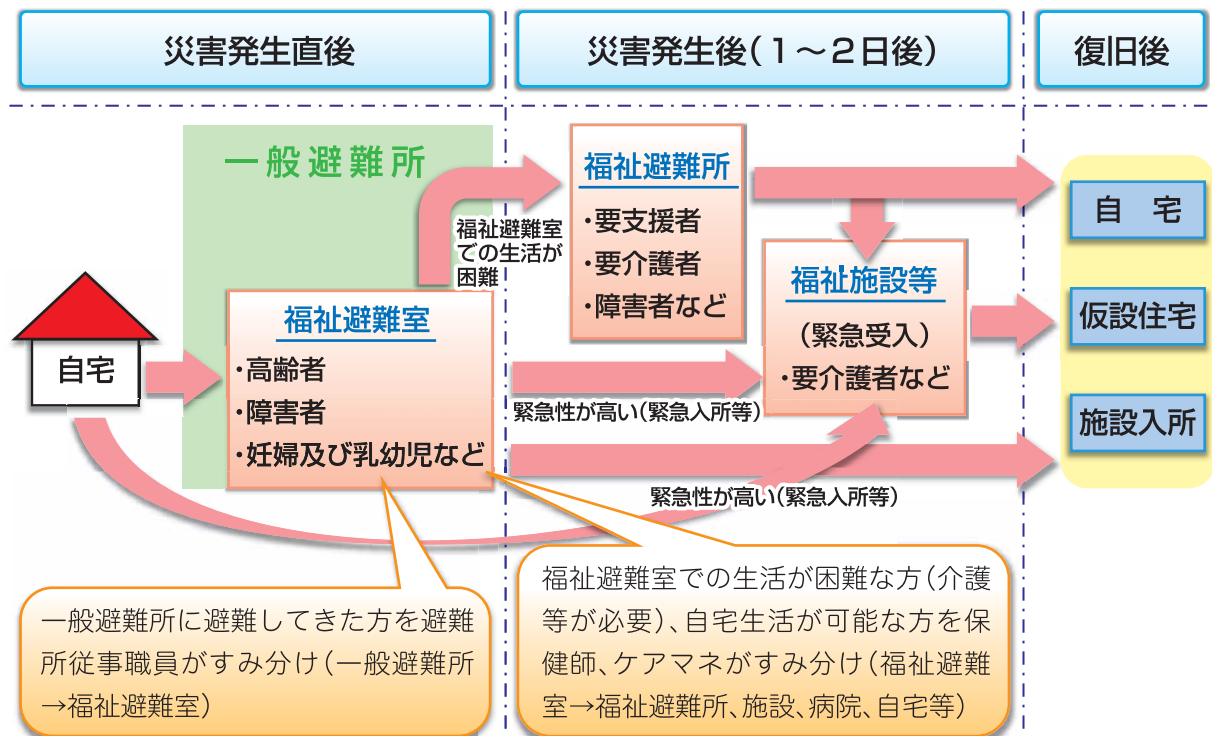 災害発生直後
災害発生後(1～2日後)
復旧後
一般避難所
福祉避難室
での生活が
困難
福祉避難所
・要支援者
・要介護者
・障害者など
自宅
福祉避難室
・高齢者
・障害者
・妊婦及び乳幼児など
緊急性が高い(緊急入所等)
福祉施設等
(緊急受入)
・要介護者など
緊急性が高い(緊急入所等)
自　宅
仮設住宅
施設入所
一般避難所に避難してきた方を避難
所従事職員がすみ分け(一般避難所
→福祉避難室)
福祉避難室での生活が困難な方(介護
等が必要)、自宅生活が可能な方を保
健師、ケアマネがすみ分け(福祉避難
室→福祉避難所、施設、病院、自宅等)